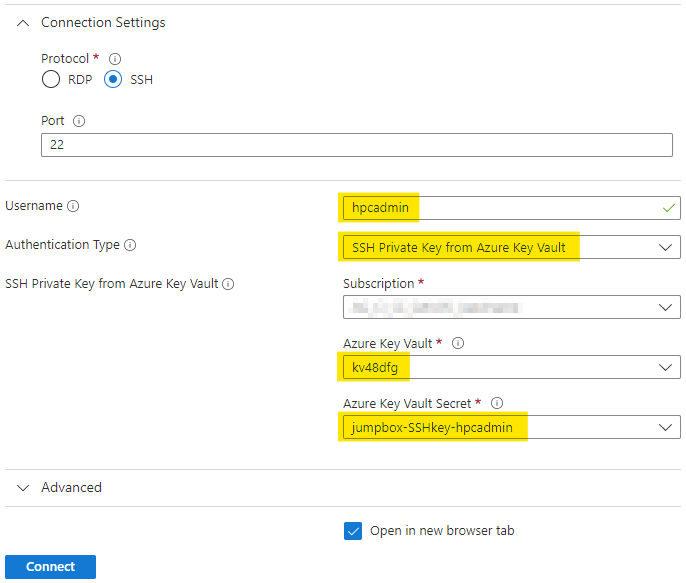 Connection Settings
Protocol *
RDP SSH
Port
22
Username hpcadmin
Authentication Type SSH Private Key from Azure Key Vault
SSH Private Key from Azure Key Vault Subscription *
Azure Key Vault *
kv48dfg
Azure Key Vault Secret *
jumpbox-SSHkey-hpcadmin
Advanced
Open in new browser tab
Connect